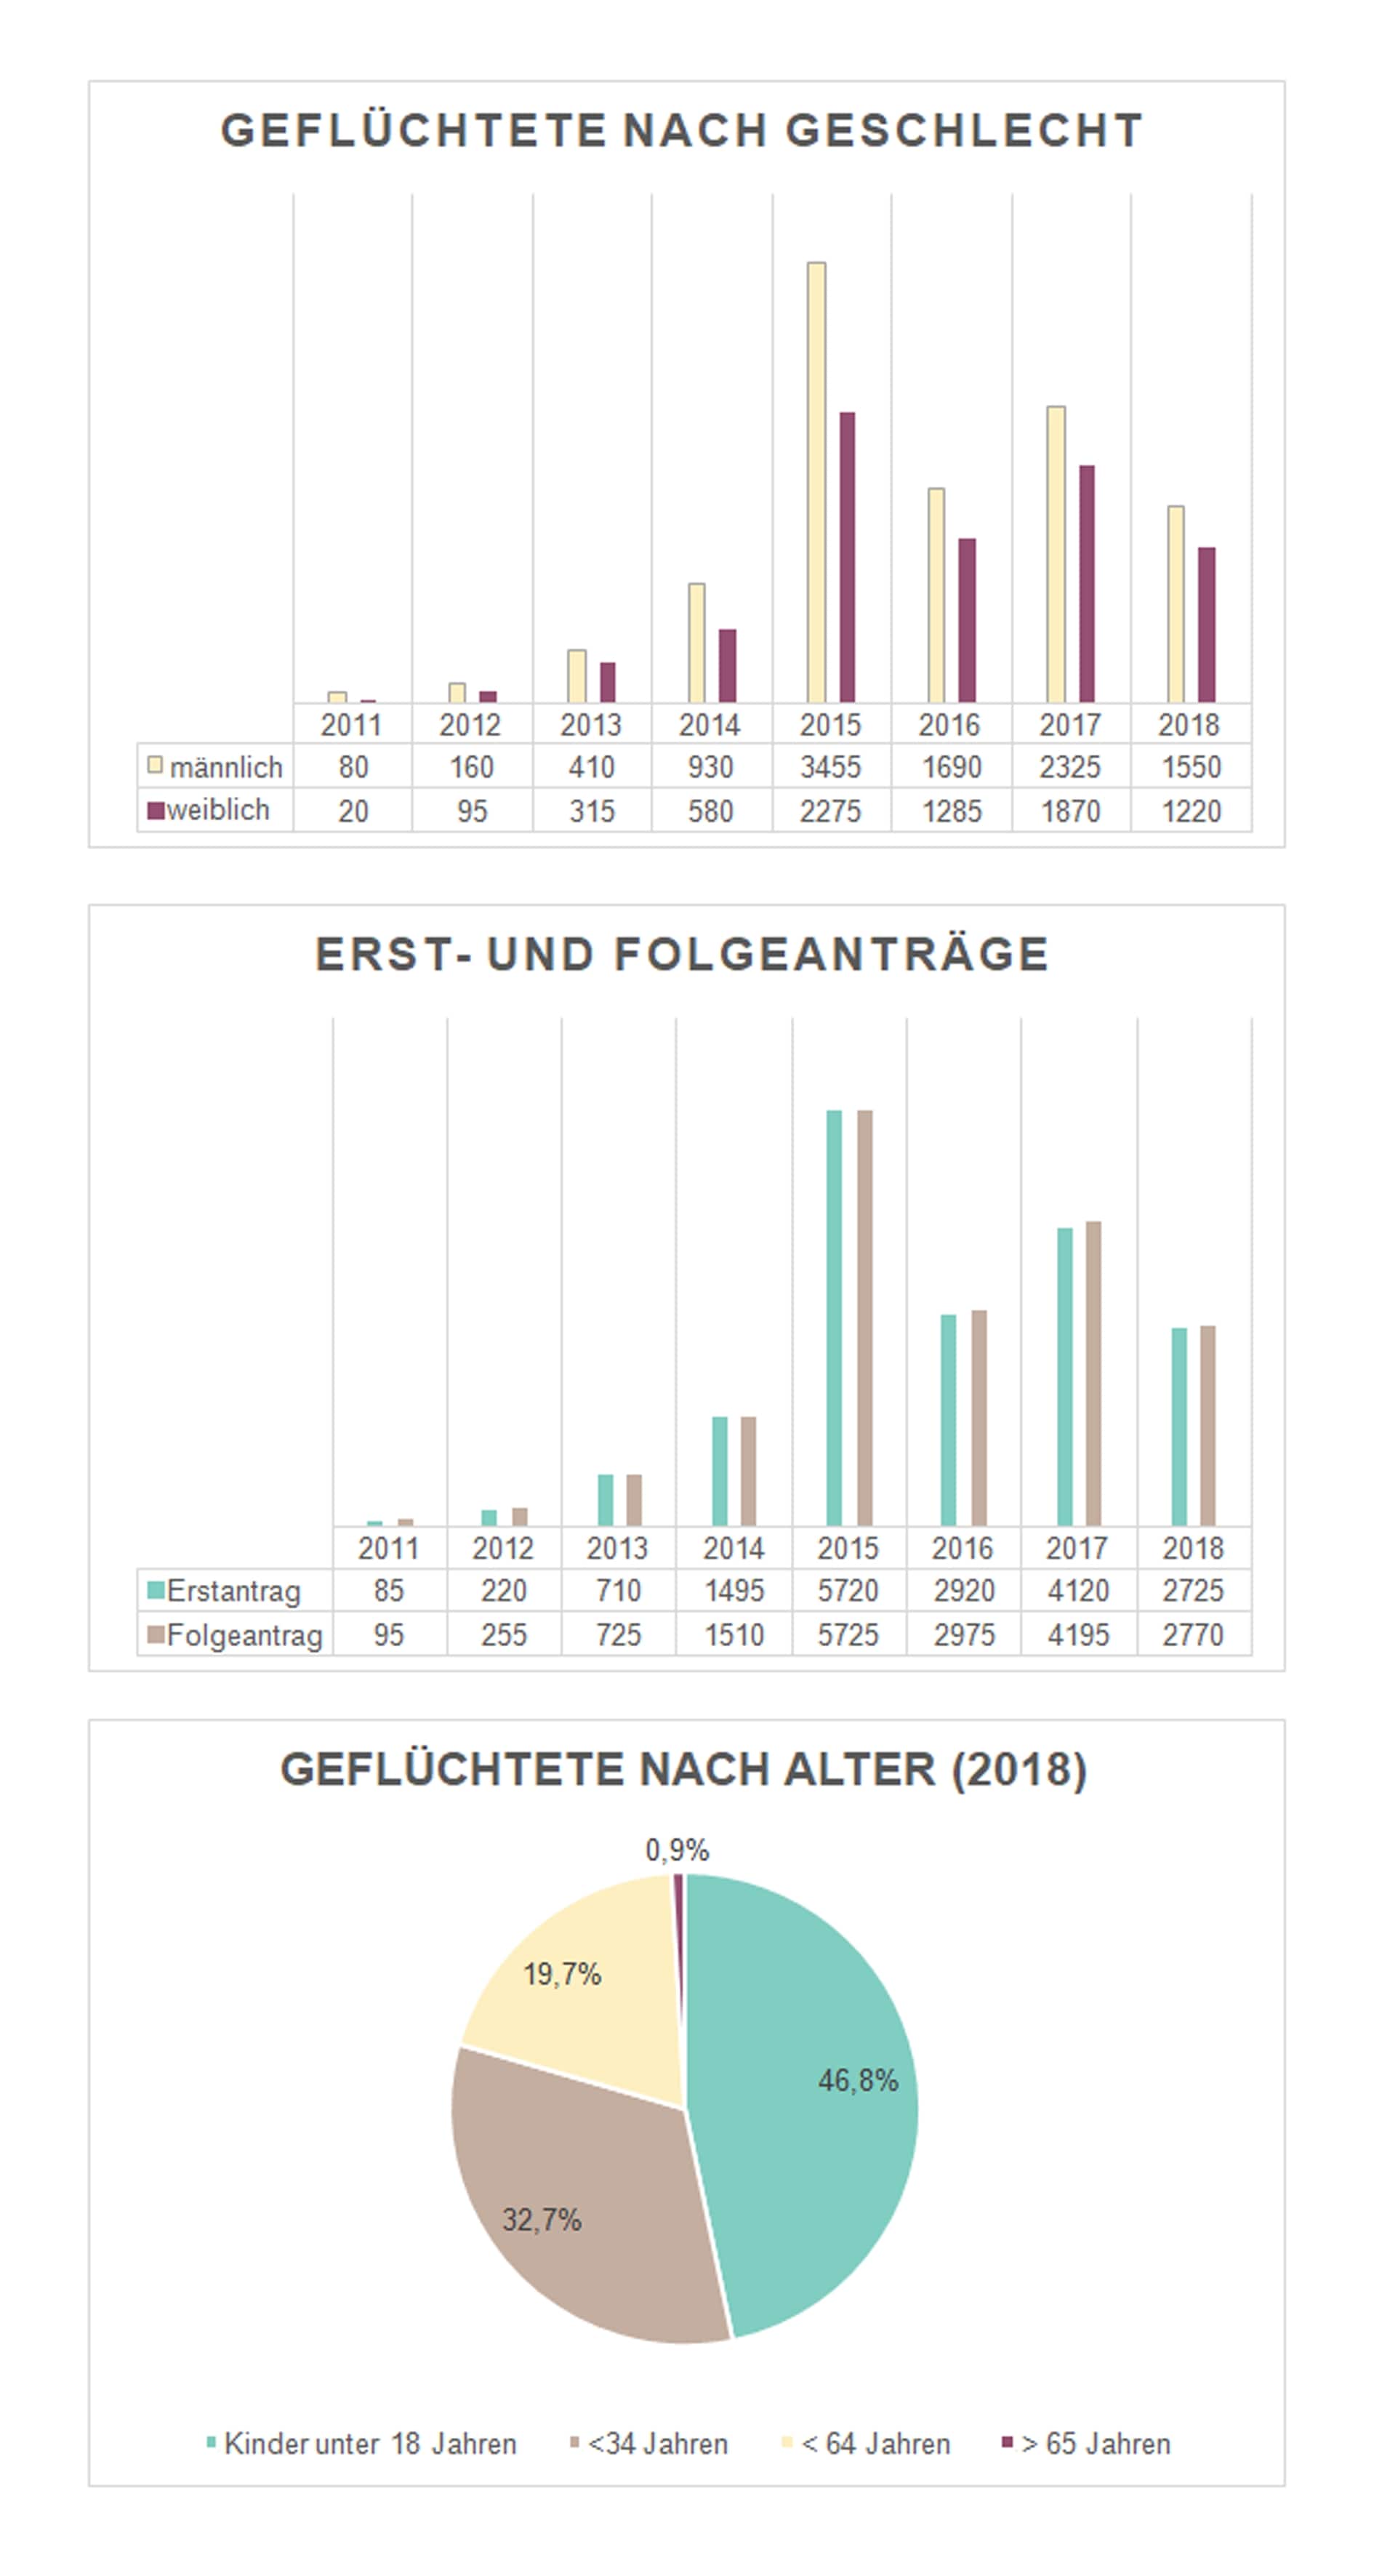 GEFLÜCHTETE NACH GESCHLECHT
2011 2012 2013 2014 2015 2016 2017 2018
männlich 80 160 410 930 3455 1690 2325 1550
weiblich 20 95 315 580 2275 1285 1870 1220
ERST- UND FOLGEANTRÄGE
2011 2012 2013 2014 2015 2016 2017 2018
Erstantrag 85 220 710 1495 5720 2920 4120 2725
Folgeantrag 95 255 725 1510 5725 2975 4195 2770
GEFLÜCHTETE NACH ALTER (2018)
0,9%
19,7%
46,8%
32,7%
Kinder unter 18 Jahren <34 Jahren < 64 Jahren > 65 Jahren